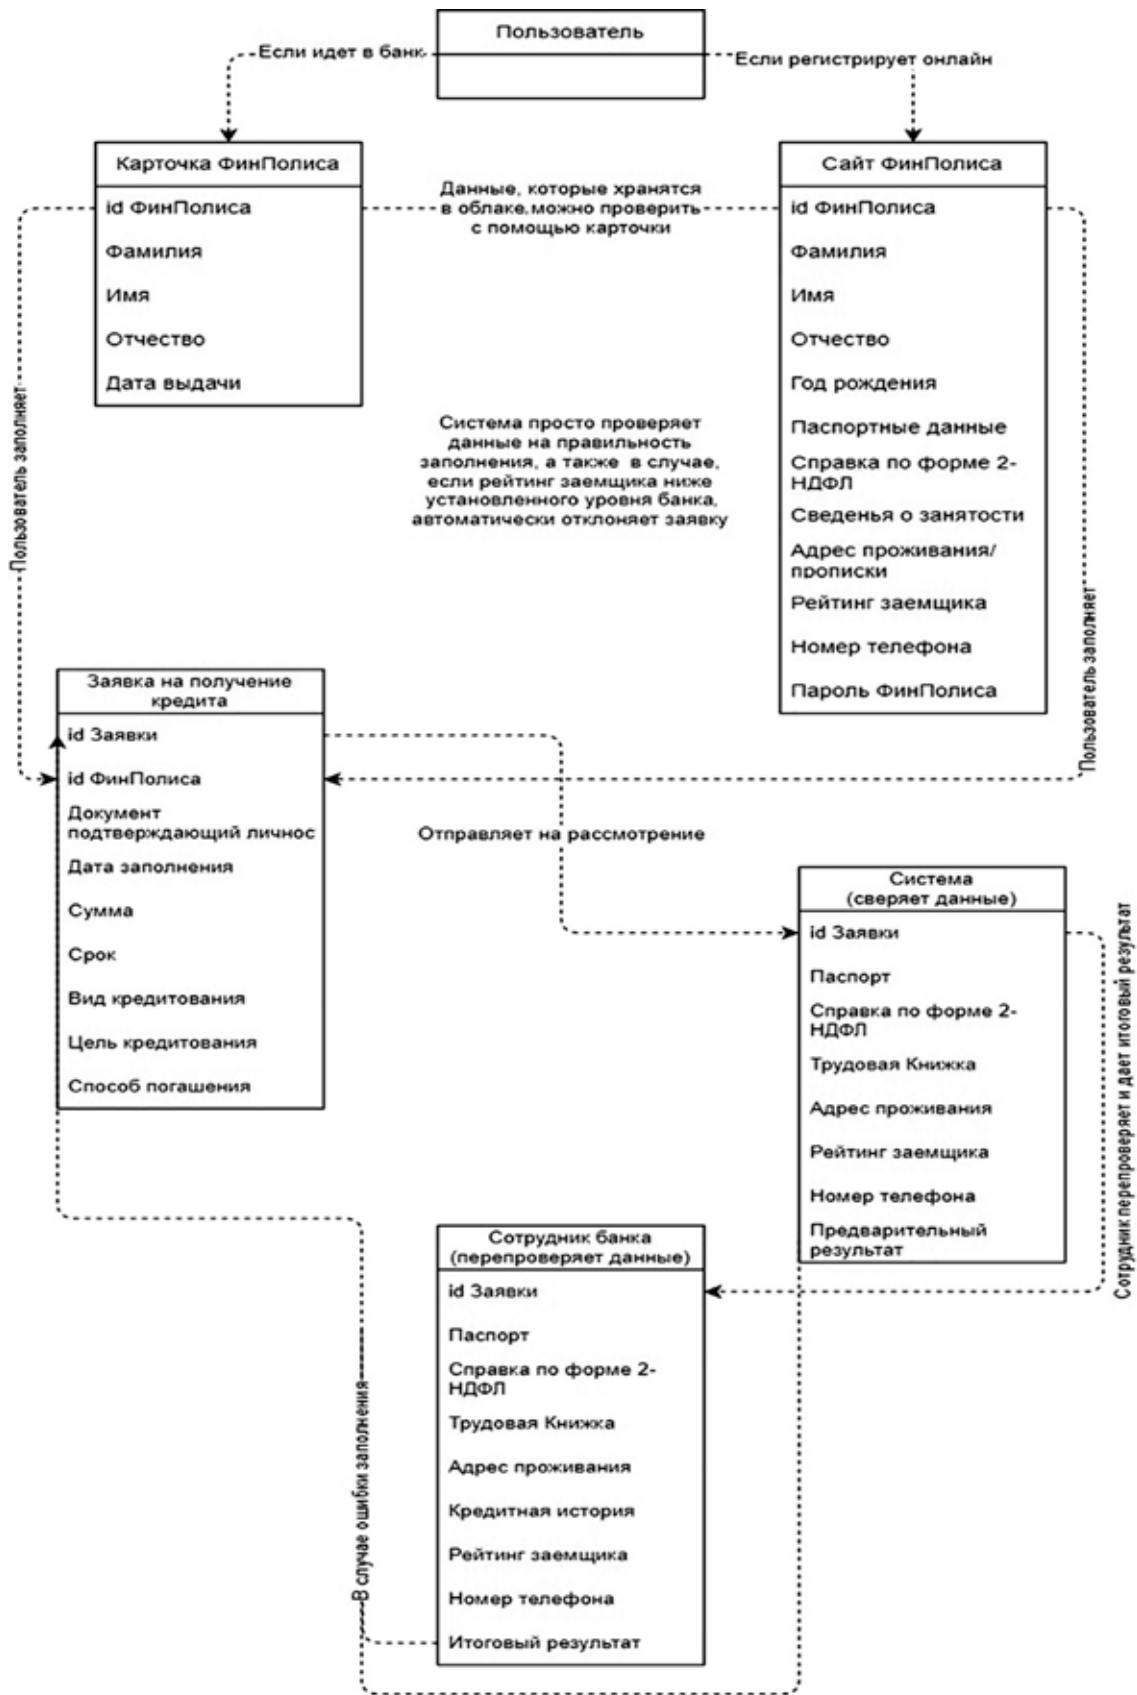 Пользователь
Если идет в банк
Если регистрирует онлайн
Карточка ФинПолиса
id ФинПолиса
Фамилия
Имя
Отчество
Дата выдачи
Данные, которые хранятся
в облаке, можно проверить
с помощью карточки
Сайт ФинПолиса
id ФинПолиса
Фамилия
Имя
Отчество
Год рождения
Паспортные данные
Справка по форме 2-
НДФЛ
Сведенья о занятости
Адрес проживания/
прописки
Рейтинг заемщика
Номер телефона
Пароль ФинПолиса
Система просто проверяет
данные на правильность
заполнения, а также в случае,
если рейтинг заемщика ниже
установленного уровня банка,
автоматически отклоняет заявку
Пользователь заполняет
Пользователь заполняет
Заявка на получение
кредита
id Заявки
id ФинПолиса
Документ
подтверждающий личнос
Дата заполнения
Сумма
Срок
Вид кредитования
Цель кредитования
Способ погашения
Отправляет на рассмотрение
Система
(сверяет данные)
id Заявки
Паспорт
Справка по форме 2-
НДФЛ
Трудовая Книжка
Адрес проживания
Рейтинг заемщика
Номер телефона
Предварительный
результат
Сотрудник перепроверяет и дает итоговый результат
Сотрудник банка
(перепроверяет данные)
id Заявки
Паспорт
Справка по форме 2-
НДФЛ
Трудовая Книжка
Адрес проживания
Кредитная история
Рейтинг заемщика
Номер телефона
Итоговый результат
В случае ошибки заполнения